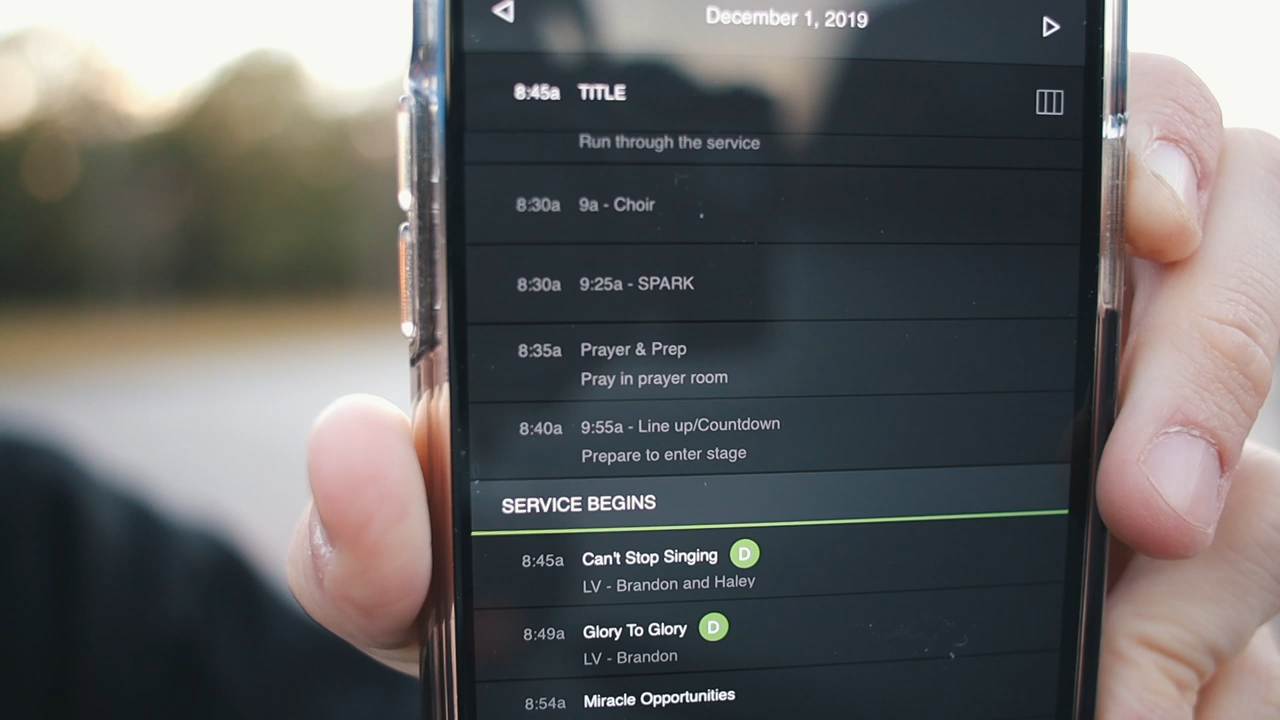 December 1, 2019
8:45a TITLE
Run through the service
8:30a 9a - Choir
8:30a 9:25a - SPARK
8:35a Prayer & Prep
Pray in prayer room
8:40a 9:55a - Line up/Countdown
Prepare to enter stage
SERVICE BEGINS
8:45a Can't Stop Singing D
LV - Brandon and Haley
8:49a Glory To Glory D
LV - Brandon
8:54a Miracle Opportunities